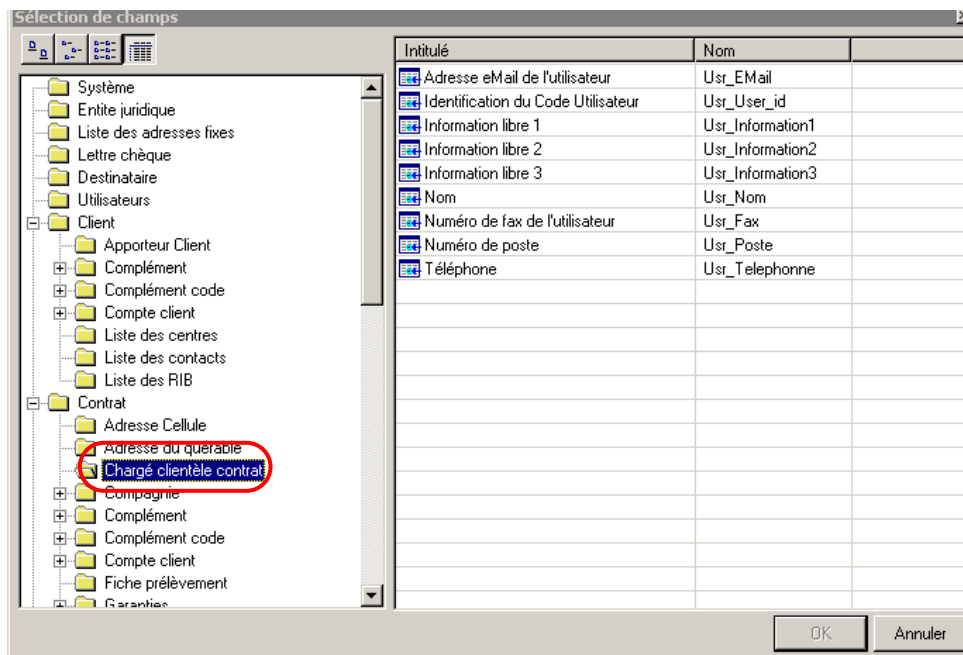 Sélection de champs
Système
Entite juridique
Liste des adresses fixes
Lettre chèque
Destinataire
Utilisateurs
Client
Apporteur Client
Complément
Complément code
Compte client
Liste des centres
Liste des contacts
Liste des RIB
Contrat
Adresse Cellule
Adresse du quérable
Chargé clientèle contrat
Compagnie
Complément
Complément code
Compte client
Fiche prélèvement
Garanties
Intitulé Nom
Adresse eMail de l'utilisateur Usr_EMail
Identification du Code Utilisateur Usr_User_id
Information libre 1 Usr_Information1
Information libre 2 Usr_Information2
Information libre 3 Usr_Information3
Nom Usr_Nom
Numéro de fax de l'utilisateur Usr_Fax
Numéro de poste Usr_Poste
Téléphone Usr_Telephonne
OK Annuler